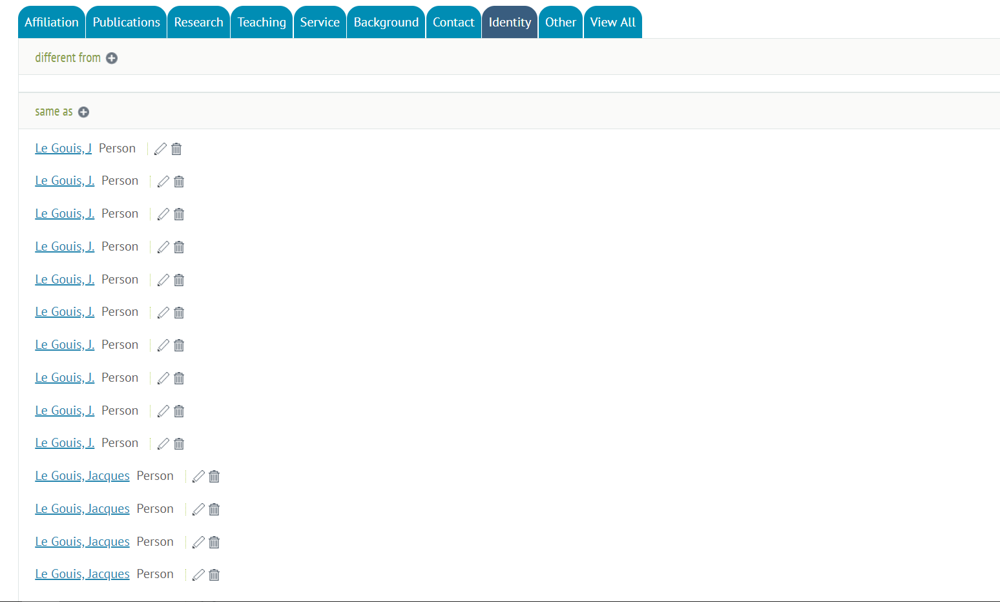 Affiliation Publications Research Teaching Service Background Contact Identity Other View All
different from
same as
Le Gouis, J Person
Le Gouis, J. Person
Le Gouis, J. Person
Le Gouis, J. Person
Le Gouis, J. Person
Le Gouis, J. Person
Le Gouis, J. Person
Le Gouis, J. Person
Le Gouis, J. Person
Le Gouis, J. Person
Le Gouis, Jacques Person
Le Gouis, Jacques Person
Le Gouis, Jacques Person
Le Gouis, Jacques Person